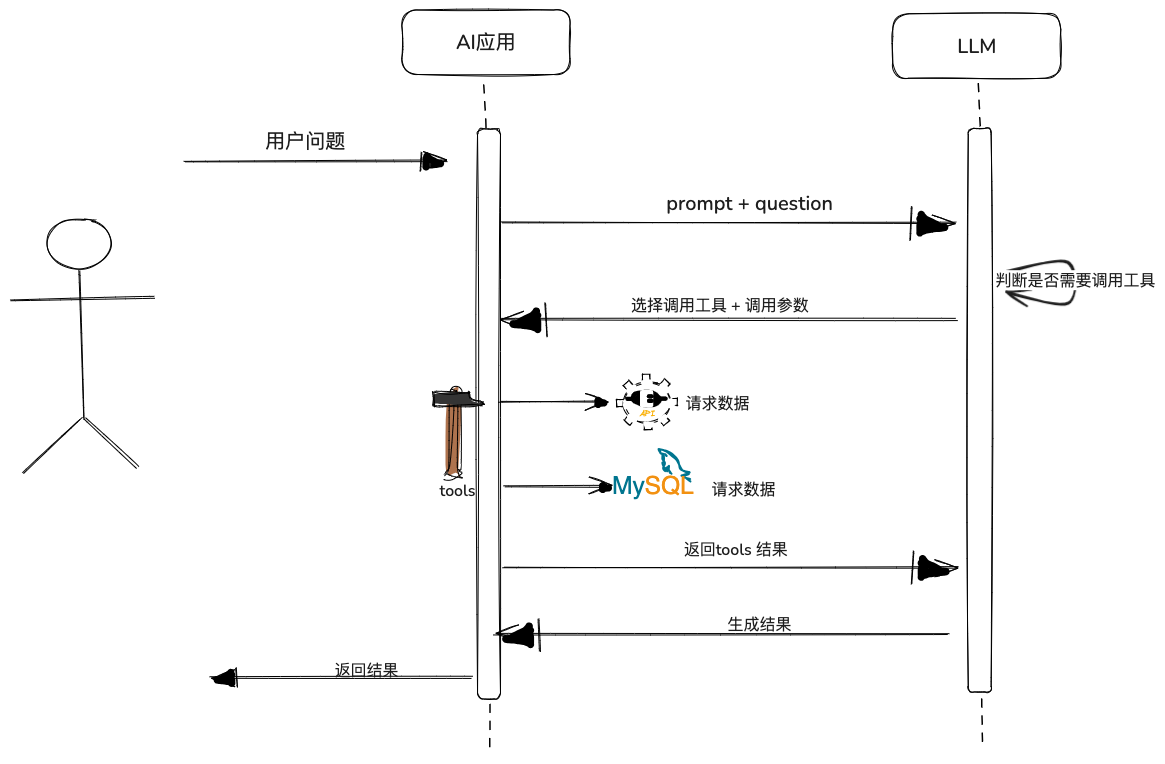 AI应用
LLM
用户问题
prompt + question
判断是否需要调用工具
选择调用工具 + 调用参数
API
请求数据
tools
MySQL
请求数据
返回tools 结果
生成结果
返回结果